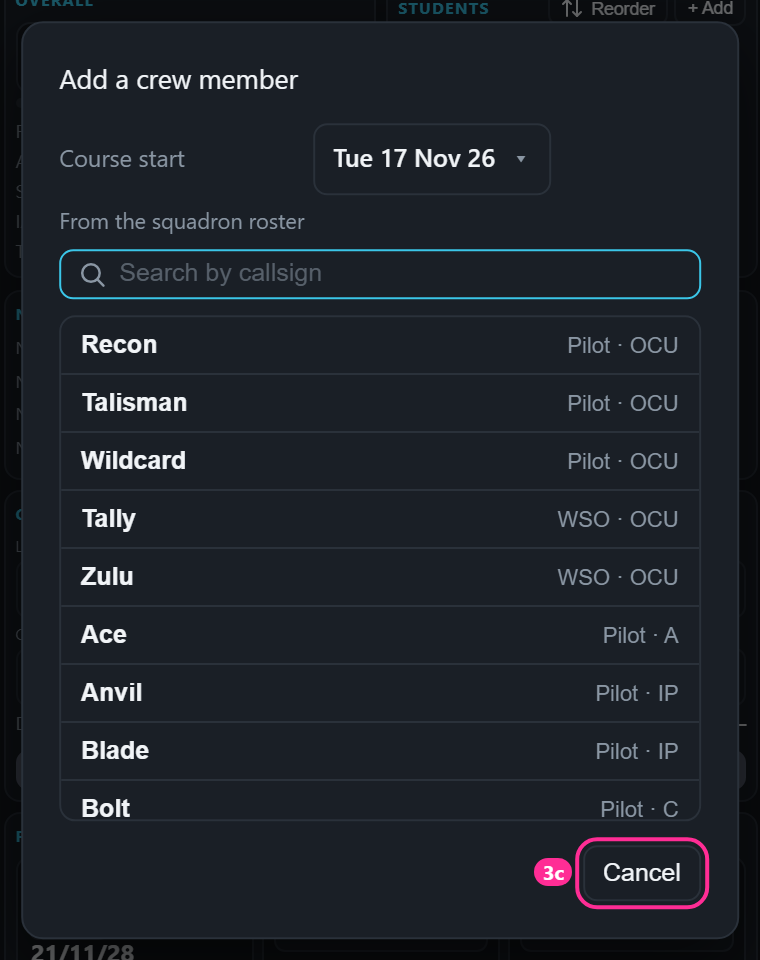 OVERALL
STUDENTS Reorder + Add
Add a crew member
Course start Tue 17 Nov 26
From the squadron roster
Search by callsign
Recon Pilot · OCU
Talisman Pilot · OCU
Wildcard Pilot · OCU
Tally WSO · OCU
Zulu WSO · OCU
Ace Pilot · A
Anvil Pilot · IP
Blade Pilot · IP
Bolt Pilot · C
3c Cancel
21/11/28